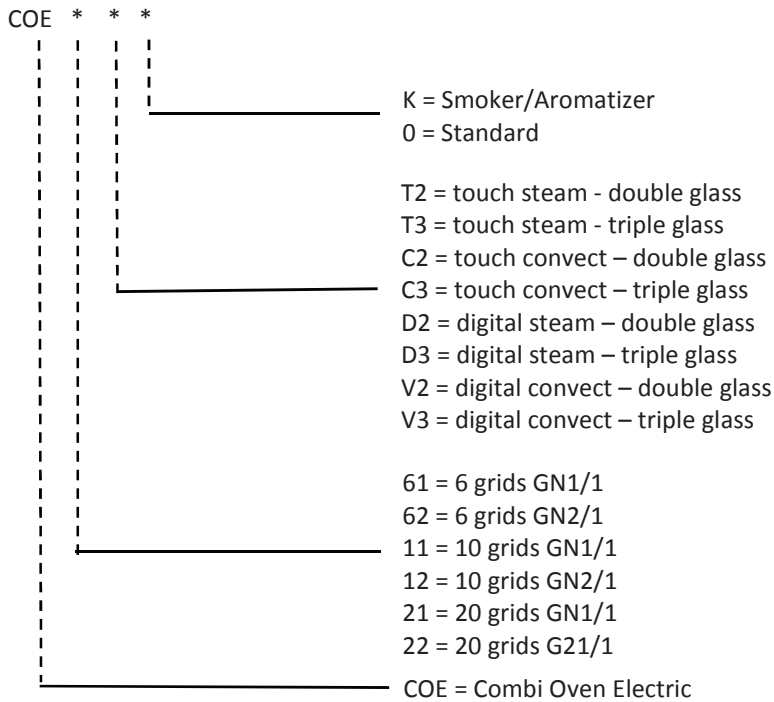 COE * * *
K = Smoker/Aromatizer
0 = Standard
T2 = touch steam - double glass
T3 = touch steam - triple glass
C2 = touch convect – double glass
C3 = touch convect – triple glass
D2 = digital steam – double glass
D3 = digital steam – triple glass
V2 = digital convect – double glass
V3 = digital convect – triple glass
61 = 6 grids GN1/1
62 = 6 grids GN2/1
11 = 10 grids GN1/1
12 = 10 grids GN2/1
21 = 20 grids GN1/1
22 = 20 grids G21/1
COE = Combi Oven Electric